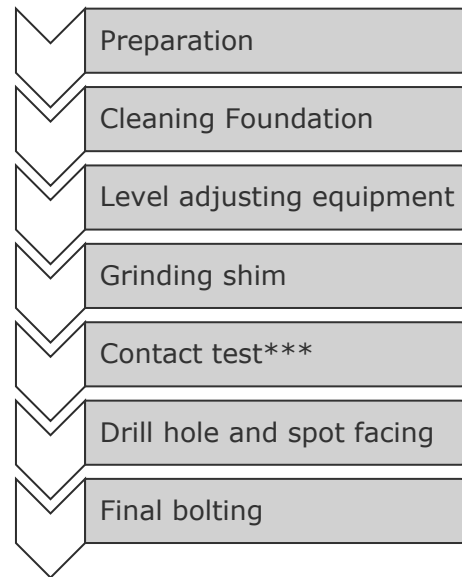 Preparation
Cleaning Foundation
Level adjusting equipment
Grinding shim
Contact test***
Drill hole and spot facing
Final bolting